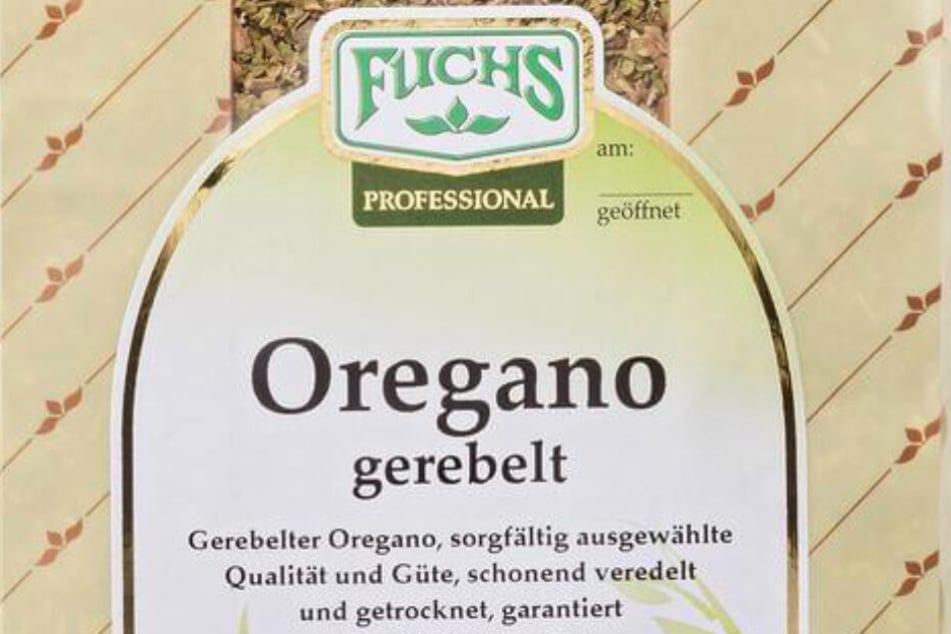 FUCHS
PROFESSIONAL
am:
geöffnet
Oregano
gerebelt
Gerebelter Oregano, sorgfältig ausgewählte
Qualität und Güte, schonend veredelt
und getrocknet, garantiert